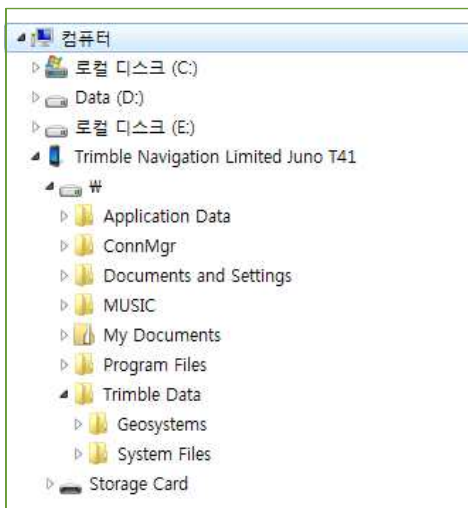 컴퓨터
로컬 디스크 (C:)
Data (D:)
로컬 디스크 (E:)
Trimble Navigation Limited Juno T41
₩
Application Data
ConnMgr
Documents and Settings
MUSIC
My Documents
Program Files
Trimble Data
Geosystems
System Files
Storage Card